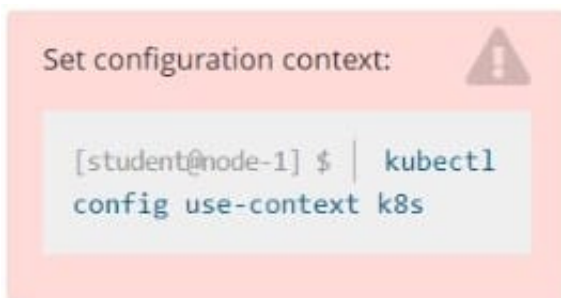 Set configuration context:
[student@node-1] $ | kubectl
config use-context k8s